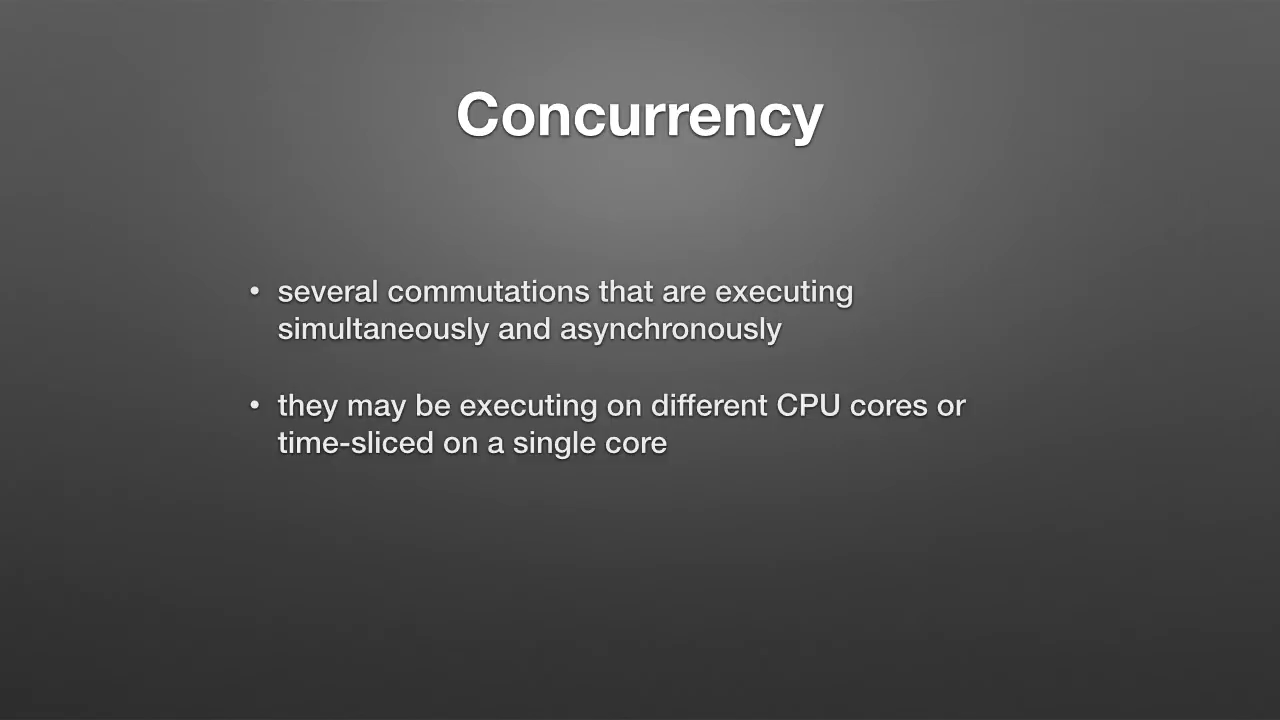 Concurrency
• several commutations that are executing
simultaneously and asynchronously
• they may be executing on different CPU cores or
time-sliced on a single core